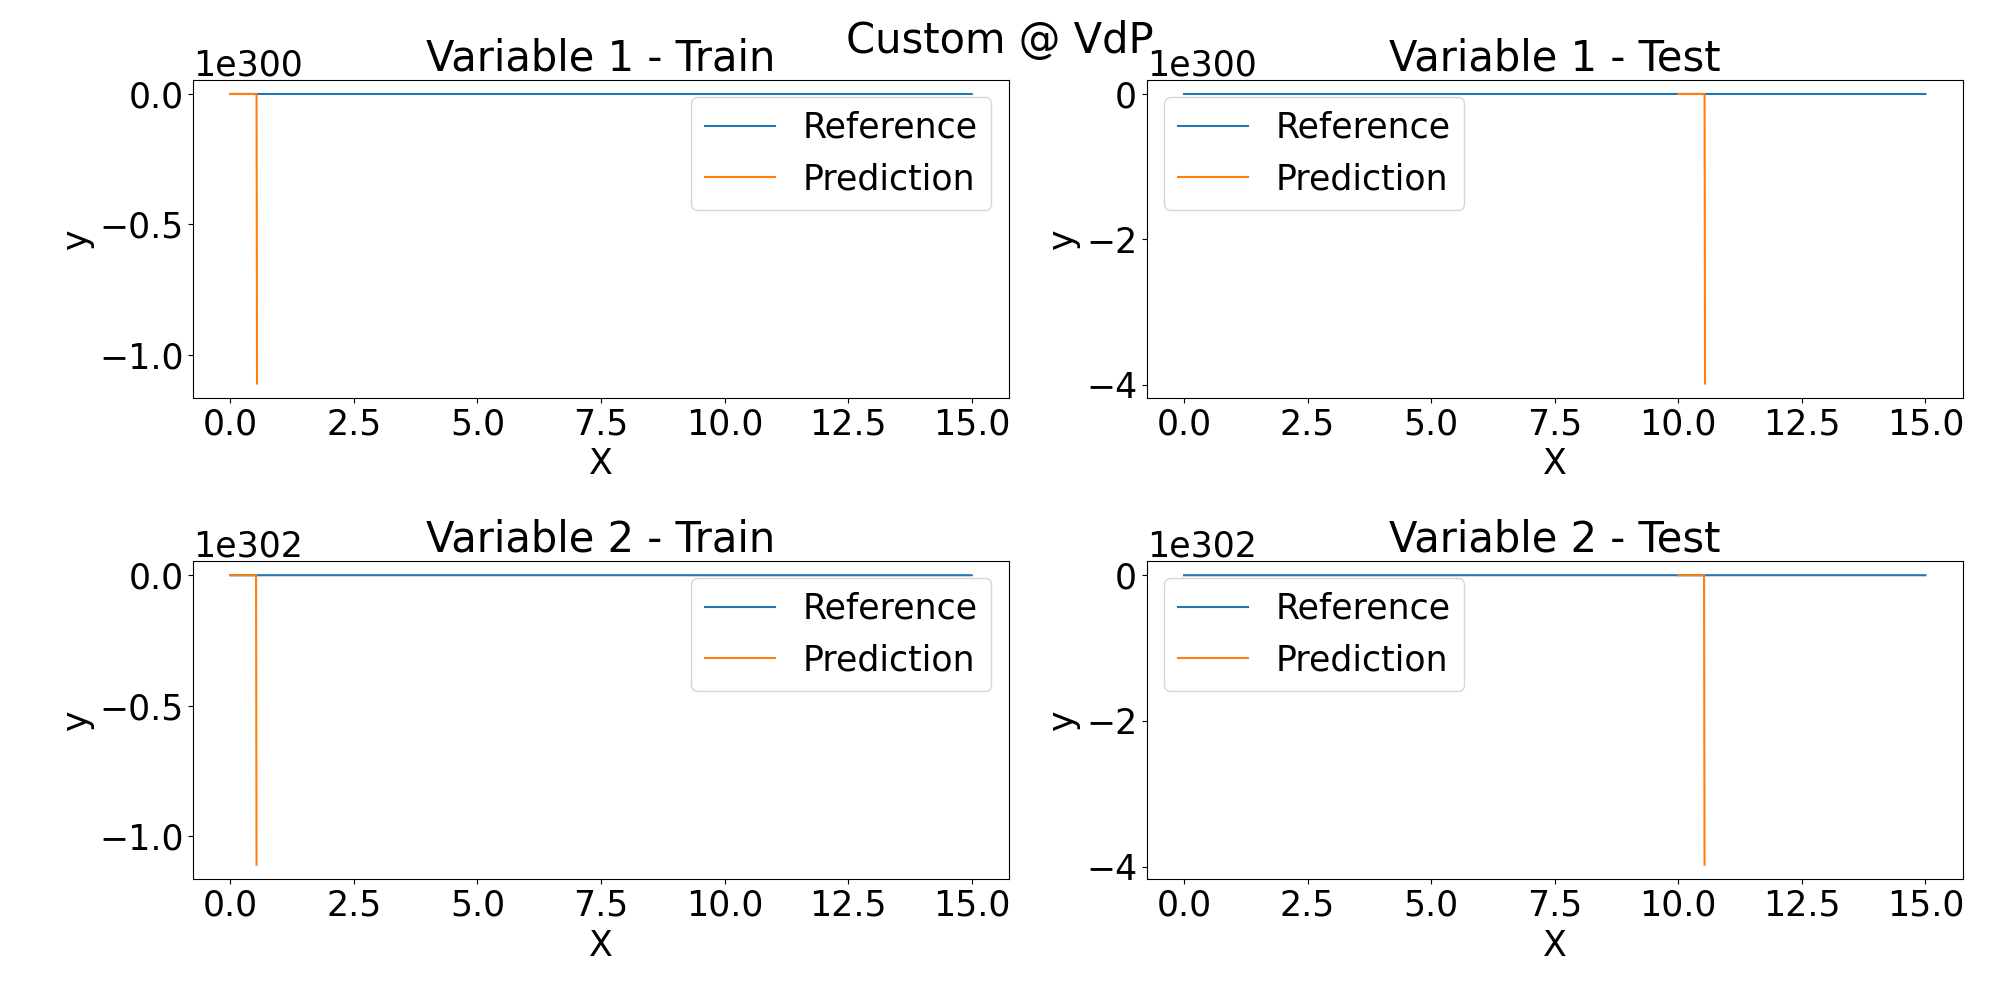 Custom @ VdP
Variable 1 - Train
1e300
0.0
−0.5
−1.0
y
Reference
Prediction
0.0 2.5 5.0 7.5 10.0 12.5 15.0
X
Variable 1 - Test
1e300
0
−2
−4
y
Reference
Prediction
0.0 2.5 5.0 7.5 10.0 12.5 15.0
X
Variable 2 - Train
1e302
0.0
−0.5
−1.0
y
Reference
Prediction
0.0 2.5 5.0 7.5 10.0 12.5 15.0
X
Variable 2 - Test
1e302
0
−2
−4
y
Reference
Prediction
0.0 2.5 5.0 7.5 10.0 12.5 15.0
X